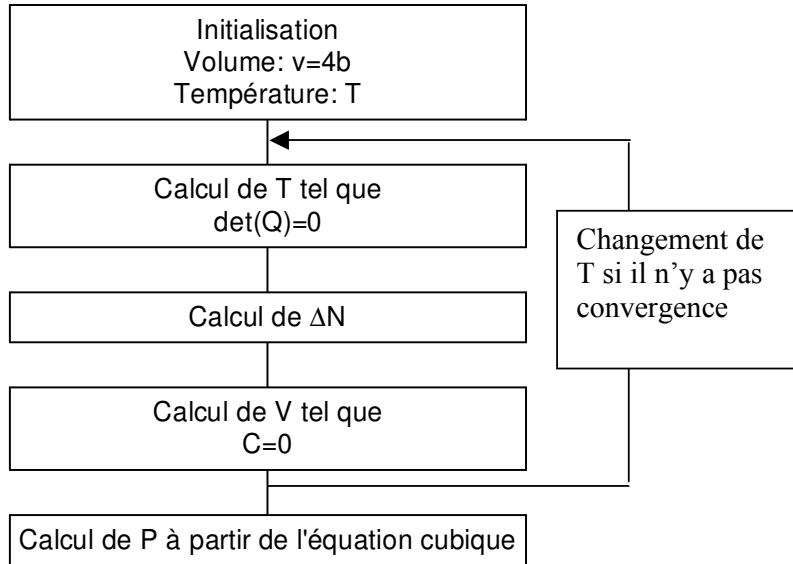 Initialisation
Volume: v=4b
Température: T
Calcul de T tel que
det(Q)=0
Calcul de ∆N
Calcul de V tel que
C=0
Calcul de P à partir de l'équation cubique
Changement de
T si il n’y a pas
convergence